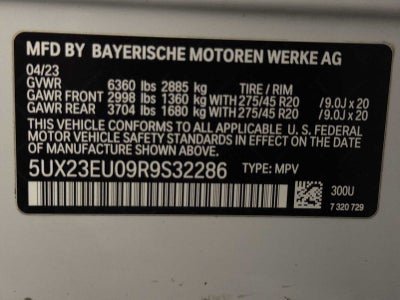 MFD BY BAYERISCHE MOTOREN WERKE AG
04/23
GVWR 6360 lbs 2885 kg TIRE / RIM
GAWR FRONT 2998 lbs 1360 kg WITH 275/45 R20 / 9.0J x 20
GAWR REAR 3704 lbs 1680 kg WITH 275/45 R20 / 9.0J x 20
THIS VEHICLE CONFORMS TO ALL APPLICABLE U. S. FEDERAL
MOTOR VEHICLE SAFETY STANDARDS IN EFFECT ON
THE DATE OF MANUFACTURE SHOWN ABOVE.
5UX23EU09R9S32286 TYPE: MPV
300U
7 320 729